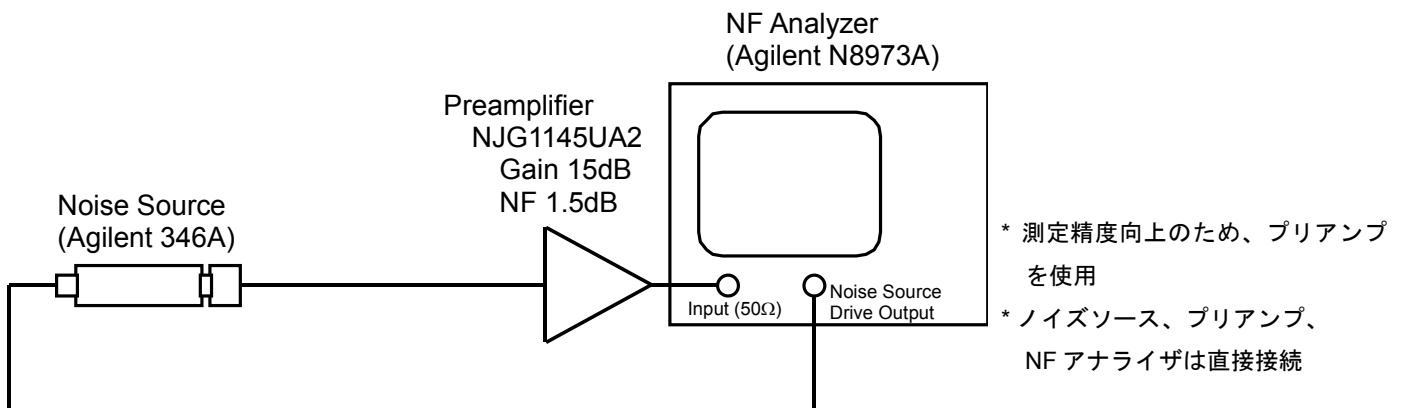 NF Analyzer
(Agilent N8973A)
Preamplifier
NJG1145UA2
Gain 15dB
NF 1.5dB
Noise Source
(Agilent 346A)
Input (50Ω)
Noise Source
Drive Output
* 測定精度向上のため、プリアンプ
を使用
* ノイズソース、プリアンプ、
NF アナライザは直接接続